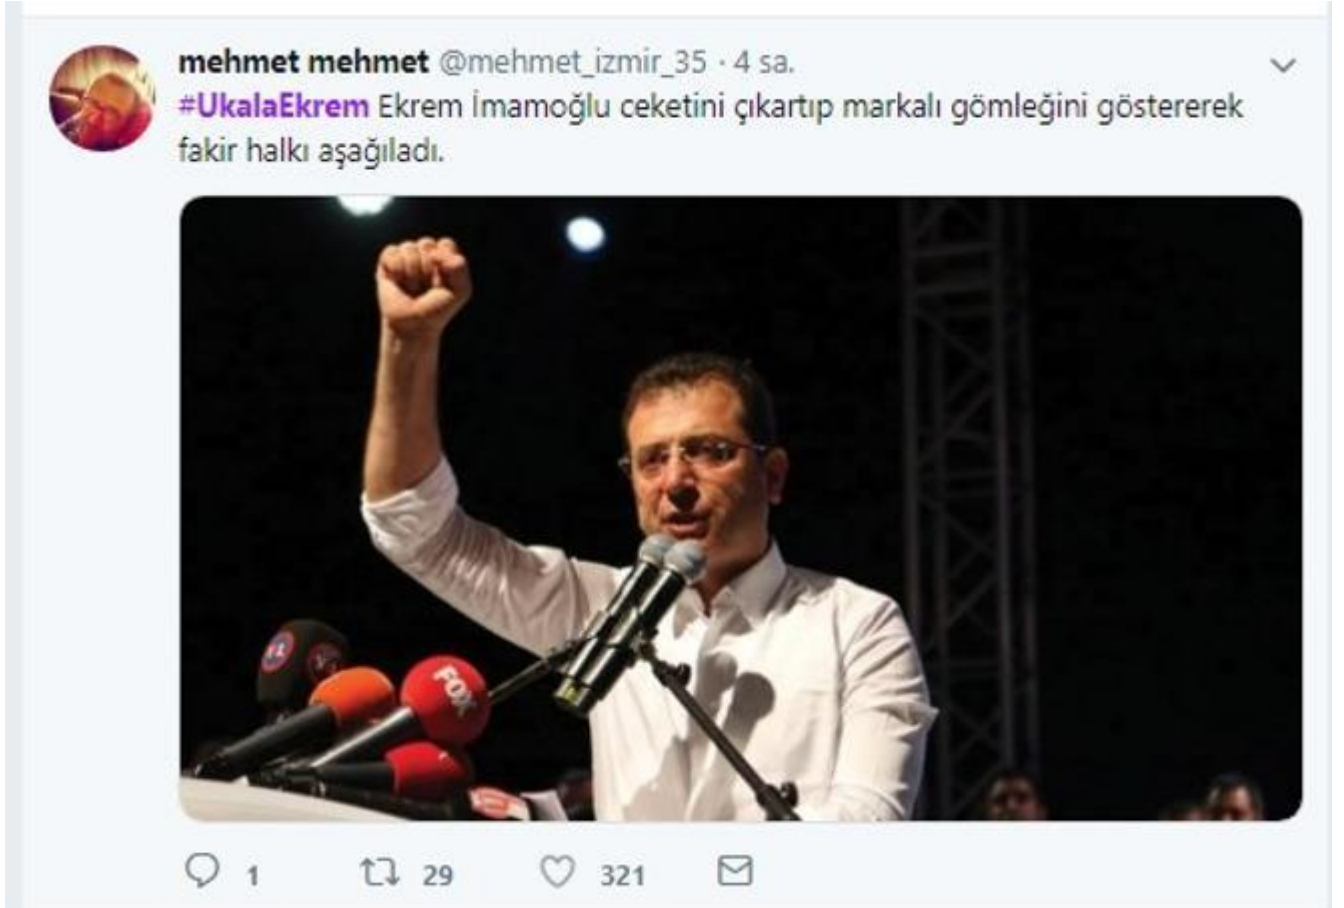 mehmet mehmet @mehmet_izmir_35 · 4 sa.
#UkalaEkrem Ekrem İmamoğlu ceketini çıkartıp markalı gömleğini göstererek
fakir halkı aşağıladı.
FOX
1 29 321